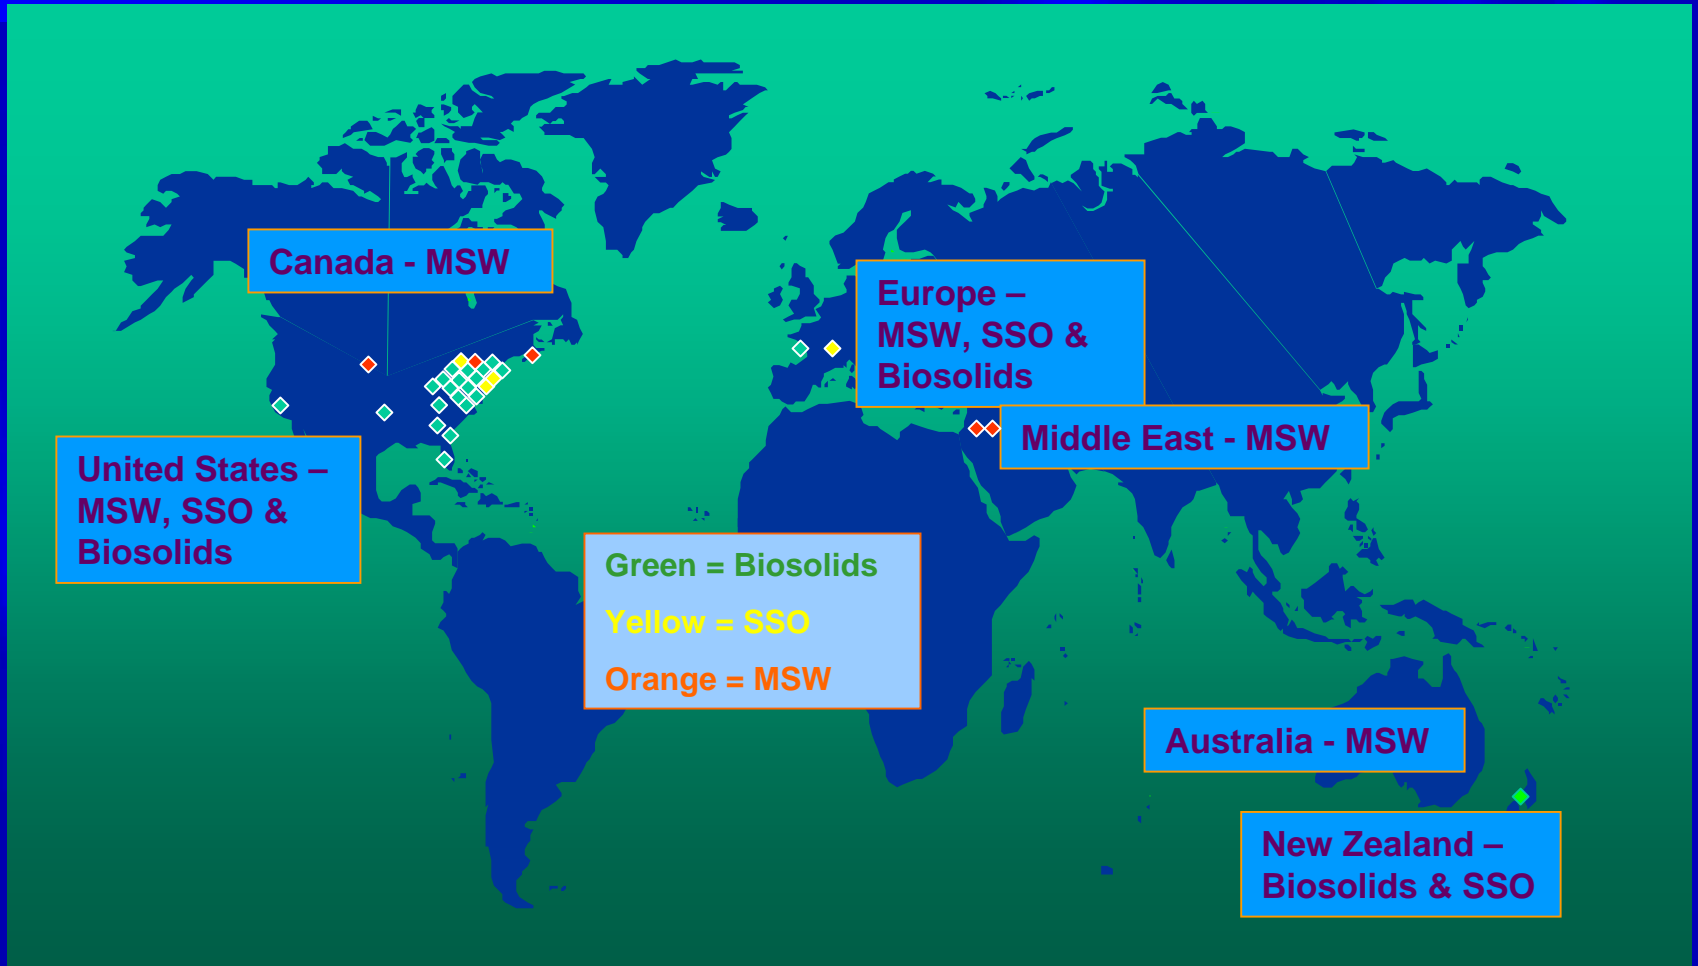 Canada - MSW
Europe –
MSW, SSO &
Biosolids
Middle East - MSW
United States –
MSW, SSO &
Biosolids
Green = Biosolids
Yellow = SSO
Orange = MSW
Australia - MSW
New Zealand –
Biosolids & SSO